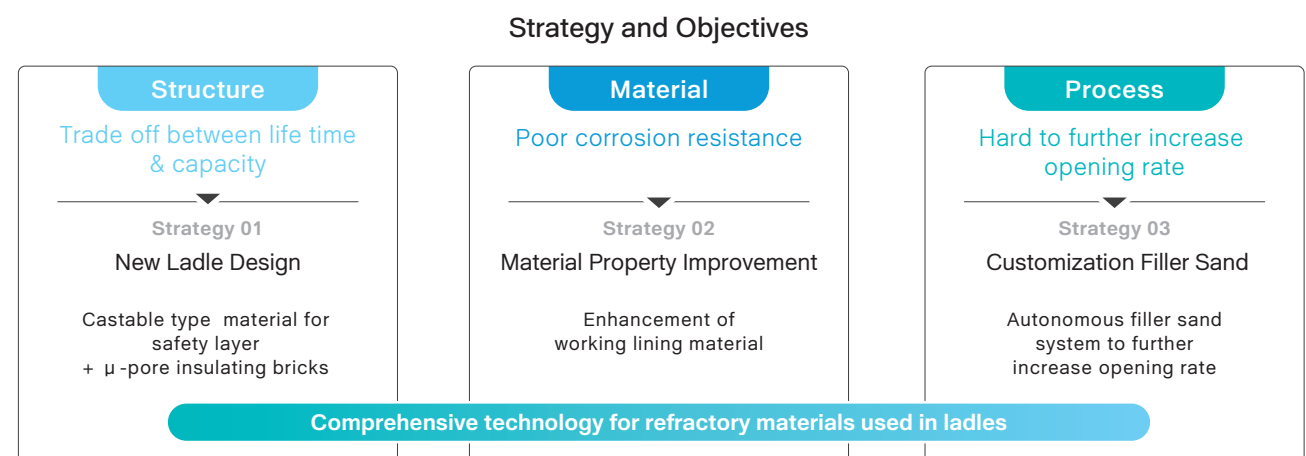 Strategy and Objectives
Structure
Trade off between life time
& capacity
Strategy 01
New Ladle Design
Castable type material for
safety layer
+ μ-pore insulating bricks
Material
Poor corrosion resistance
Strategy 02
Material Property Improvement
Enhancement of
working lining material
Process
Hard to further increase
opening rate
Strategy 03
Customization Filler Sand
Autonomous filler sand
system to further
increase opening rate
Comprehensive technology for refractory materials used in ladles